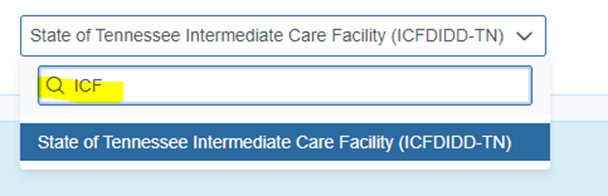 State of Tennessee Intermediate Care Facility (ICFDIDD-TN)
ICF
State of Tennessee Intermediate Care Facility (ICFDIDD-TN)